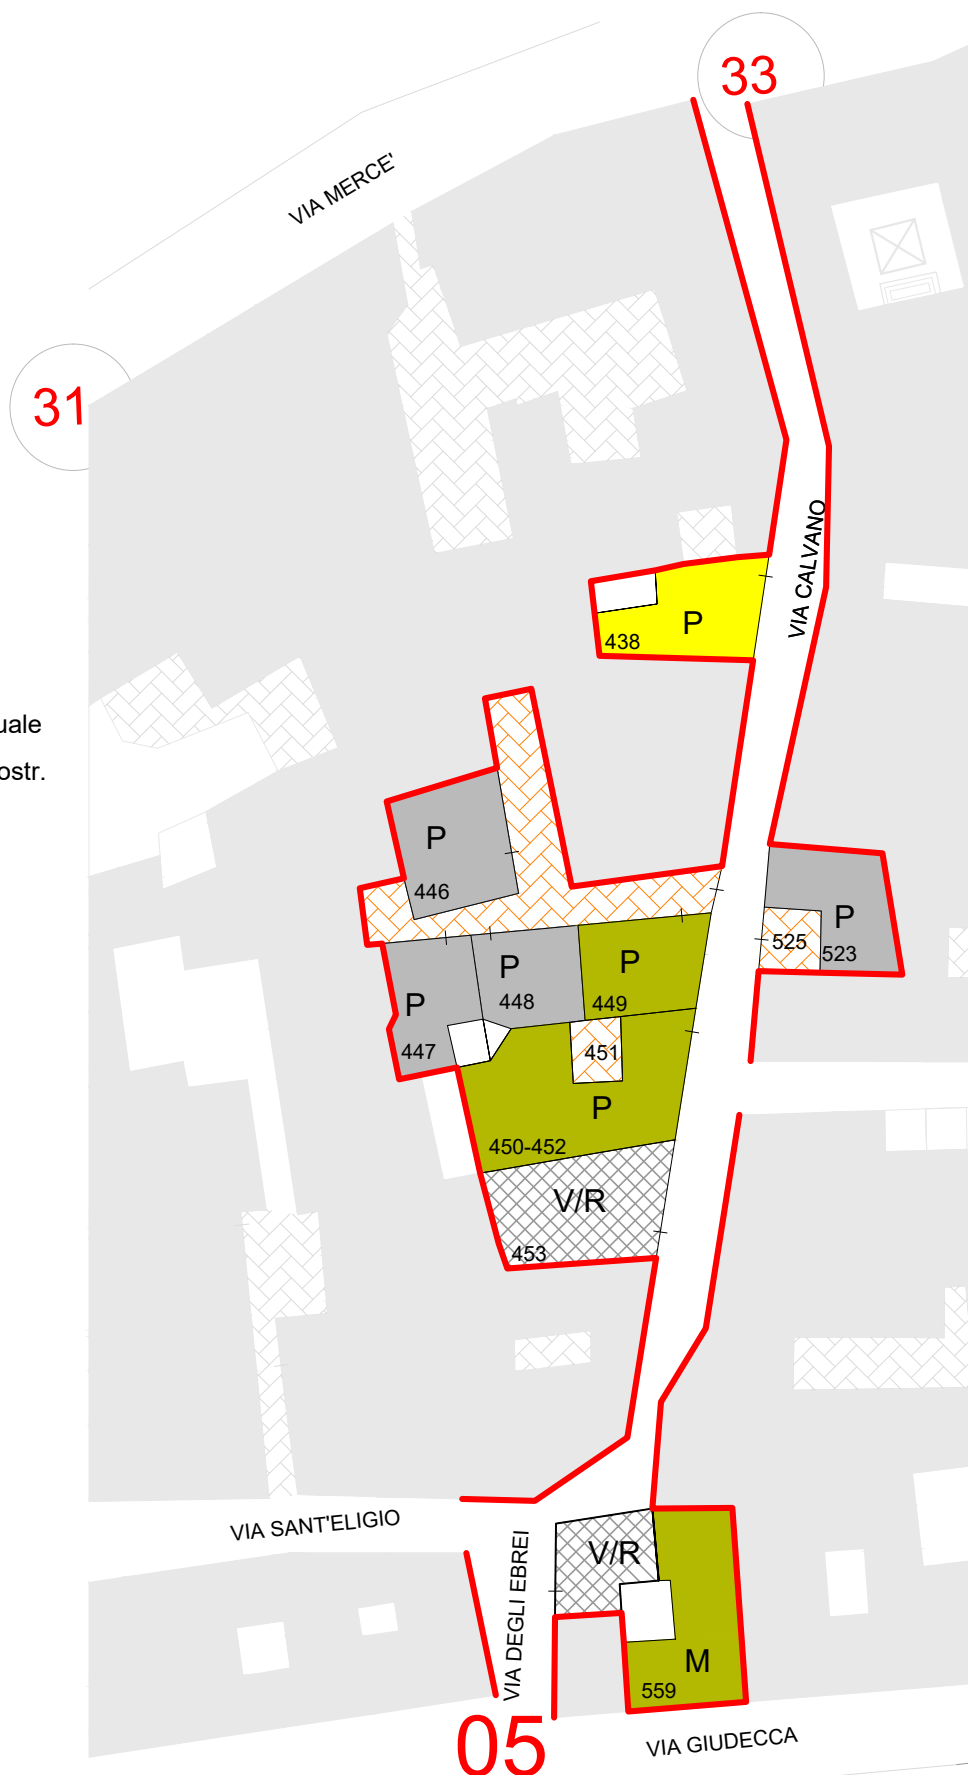 33
VIA MERCE'
31
VIA CALVANO
P
438
uale
ostr.
P
446
P
525
523
P
448
P
449
P
447
451
P
450-452
V/R
453
VIA SANT'ELIGIO
VIA DEGLI EBREI
V/R
M
559
05
VIA GIUDECCA